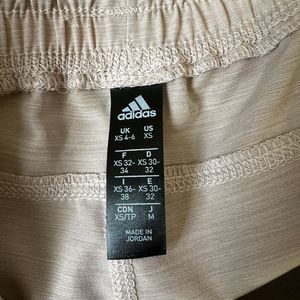 adidas
UK US
XS 4-6 XS
F D
XS 32- XS 30-
34 32
I E
XS 36- XS 30-
38 32
CDN J
XS/TP M
MADE IN
JORDAN